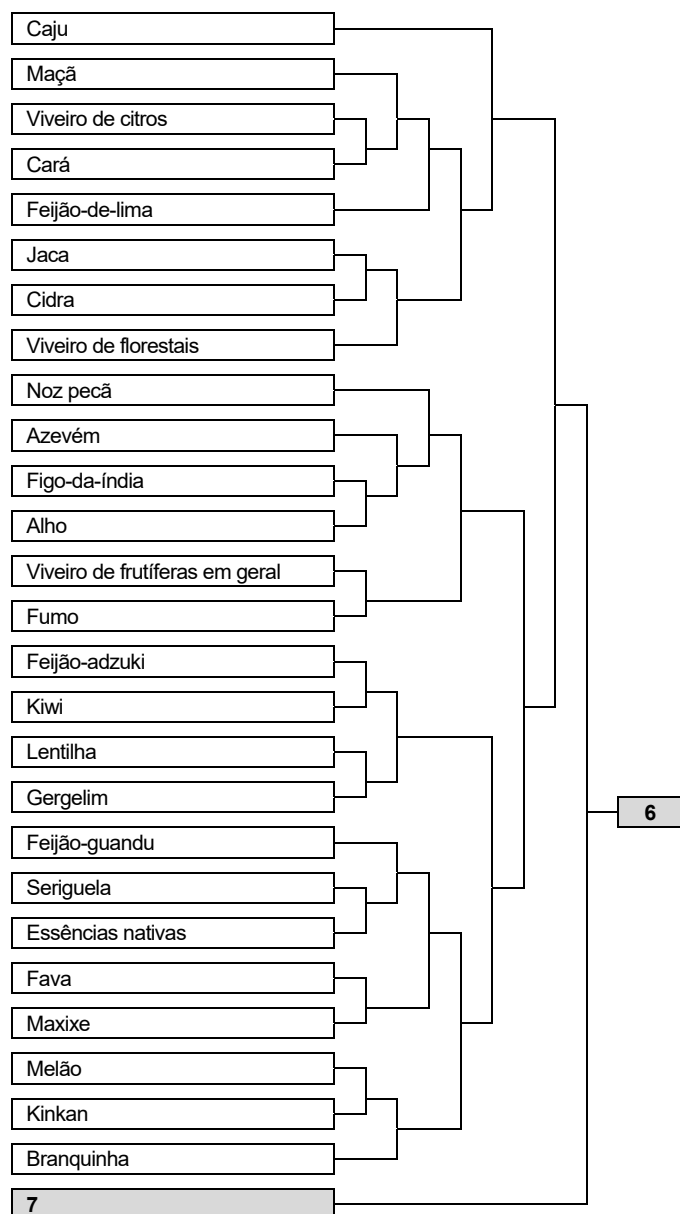 Caju
Maçã
Viveiro de citros
Cará
Feijão-de-lima
Jaca
Cidra
Viveiro de florestais
Noz pecã
Azevém
Figo-da-índia
Alho
Viveiro de frutíferas em geral
Fumo
Feijão-adzuki
Kiwi
Lentilha
Gergelim
6
Feijão-guandu
Seriguela
Essências nativas
Fava
Maxixe
Melão
Kinkan
Branquinha
7